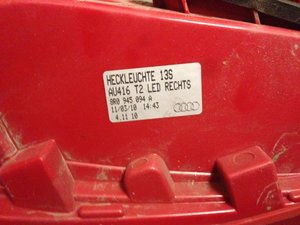 HECKLEUCHTE 13S
AU416 T2 LED RECHTS
8R0 945 094 A
11/03/10 14:43
4.11 10